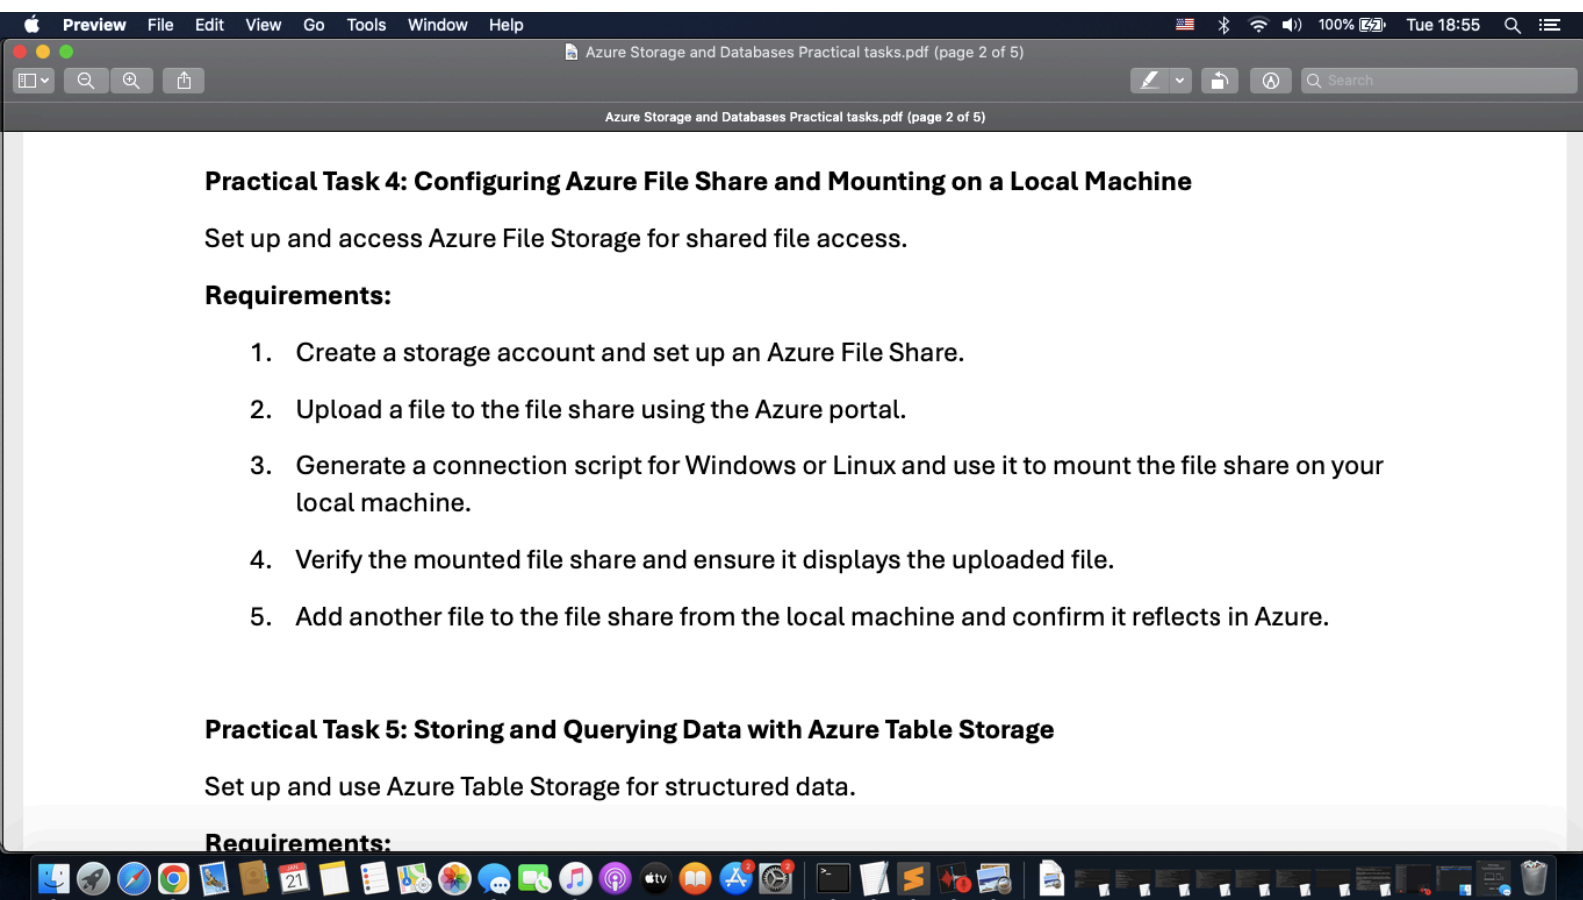 Preview File Edit View Go Tools Window Help 100% Tue 18:55
Azure Storage and Databases Practical tasks.pdf (page 2 of 5)
Search
Azure Storage and Databases Practical tasks.pdf (page 2 of 5)
Practical Task 4: Configuring Azure File Share and Mounting on a Local Machine
Set up and access Azure File Storage for shared file access.
Requirements:
1. Create a storage account and set up an Azure File Share.
2. Upload a file to the file share using the Azure portal.
3. Generate a connection script for Windows or Linux and use it to mount the file share on your
local machine.
4. Verify the mounted file share and ensure it displays the uploaded file.
5. Add another file to the file share from the local machine and confirm it reflects in Azure.
Practical Task 5: Storing and Querying Data with Azure Table Storage
Set up and use Azure Table Storage for structured data.
Requirements:
JAN
21
tv
2
2